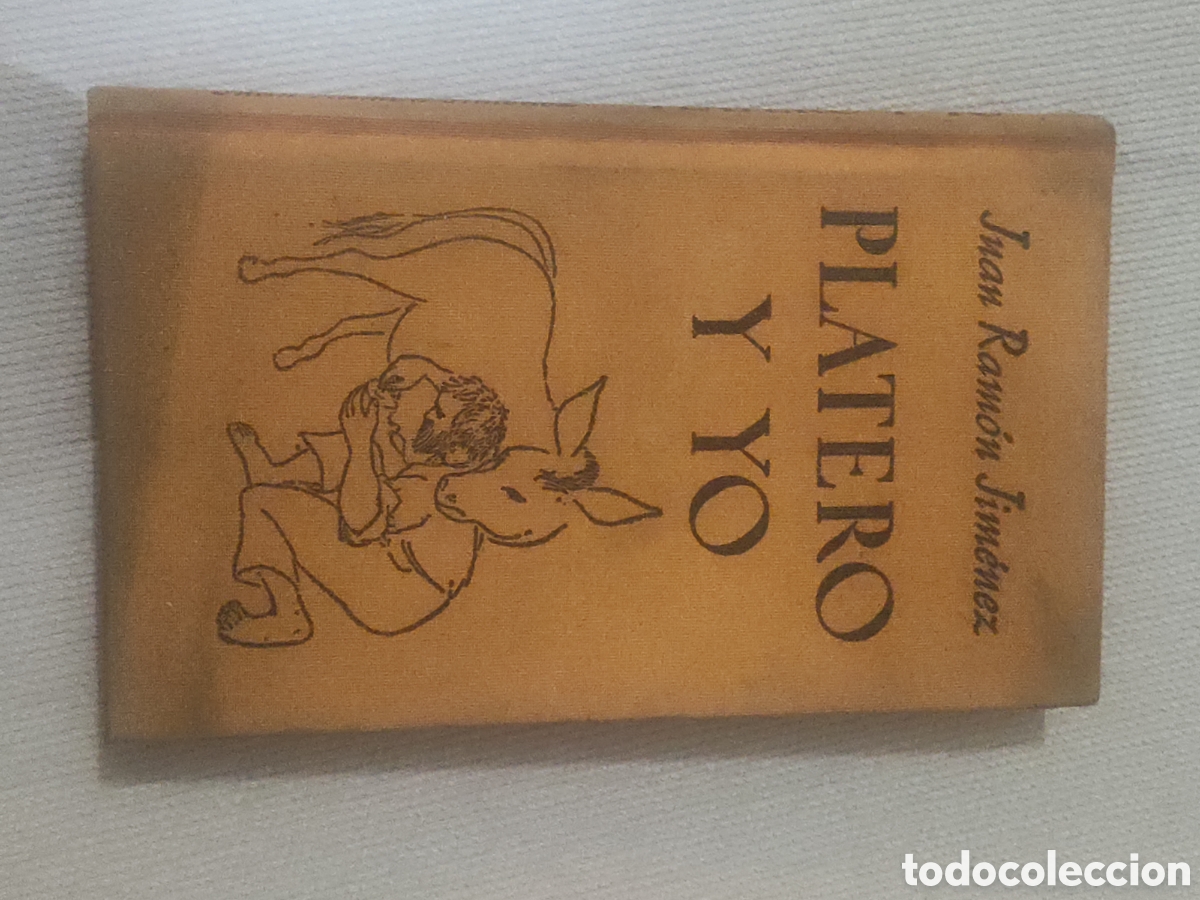 Juan Ramón Jiménez
PLATERO
Y YO
todocoleccion